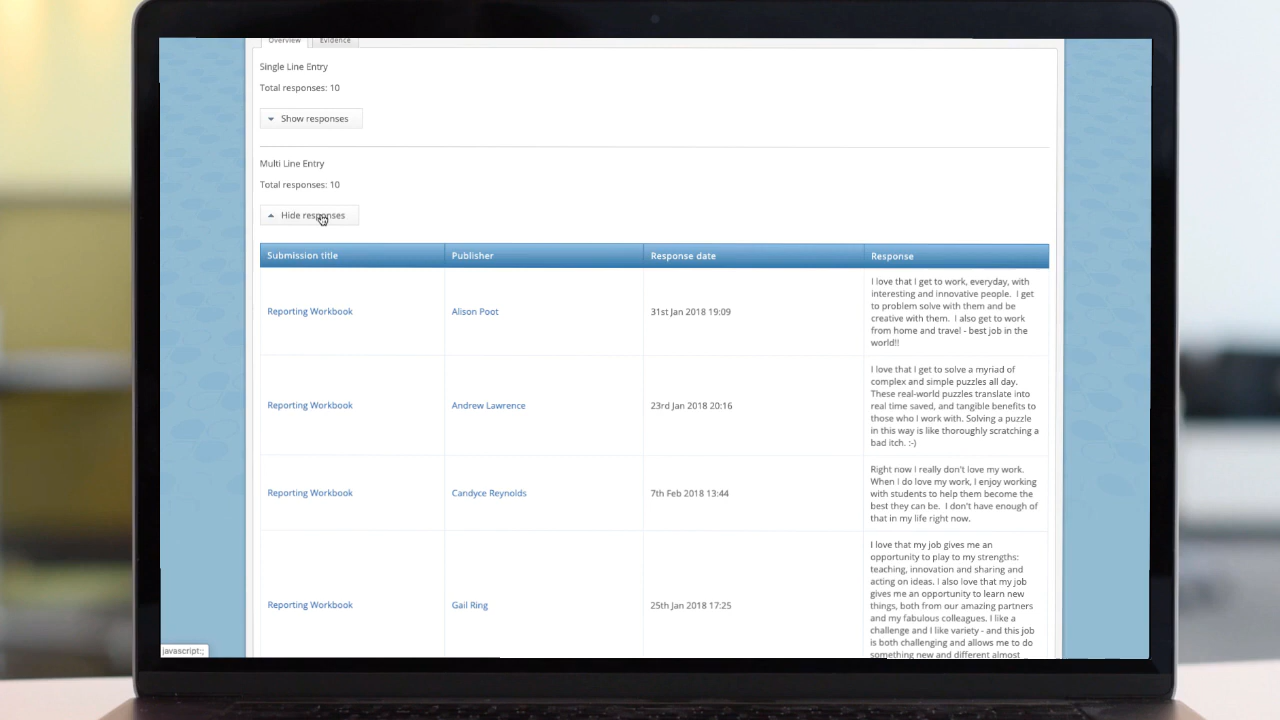 Overview Evidence
Single Line Entry
Total responses: 10
Show responses
Multi Line Entry
Total responses: 10
Hide responses
Submission title Publisher Response date Response
Reporting Workbook Alison Poot 31st Jan 2018 19:09
I love that I get to work, everyday, with
interesting and innovative people. I get
to problem solve with them and be
creative with them. I also get to work
from home and travel - best job in the
world!!
Reporting Workbook Andrew Lawrence 23rd Jan 2018 20:16
I love that I get to solve a myriad of
complex and simple puzzles all day.
These real-world puzzles translate into
real time saved, and tangible benefits to
those who I work with. Solving a puzzle
in this way is like thoroughly scratching a
bad itch. :-)
Reporting Workbook Candyce Reynolds 7th Feb 2018 13:44
Right now I really don't love my work.
When I do love my work, I enjoy working
with students to help them become the
best they can be. I don't have enough of
that in my life right now.
Reporting Workbook Gail Ring 25th Jan 2018 17:25
I love that my job gives me an
opportunity to play to my strengths:
teaching, innovation and sharing and
acting on ideas. I also love that my job
gives me an opportunity to learn new
things, both from our amazing partners
and my fabulous colleagues. I like a
challenge and I like variety - and this job
is both challenging and allows me to do
something new and different almost
javascript:;